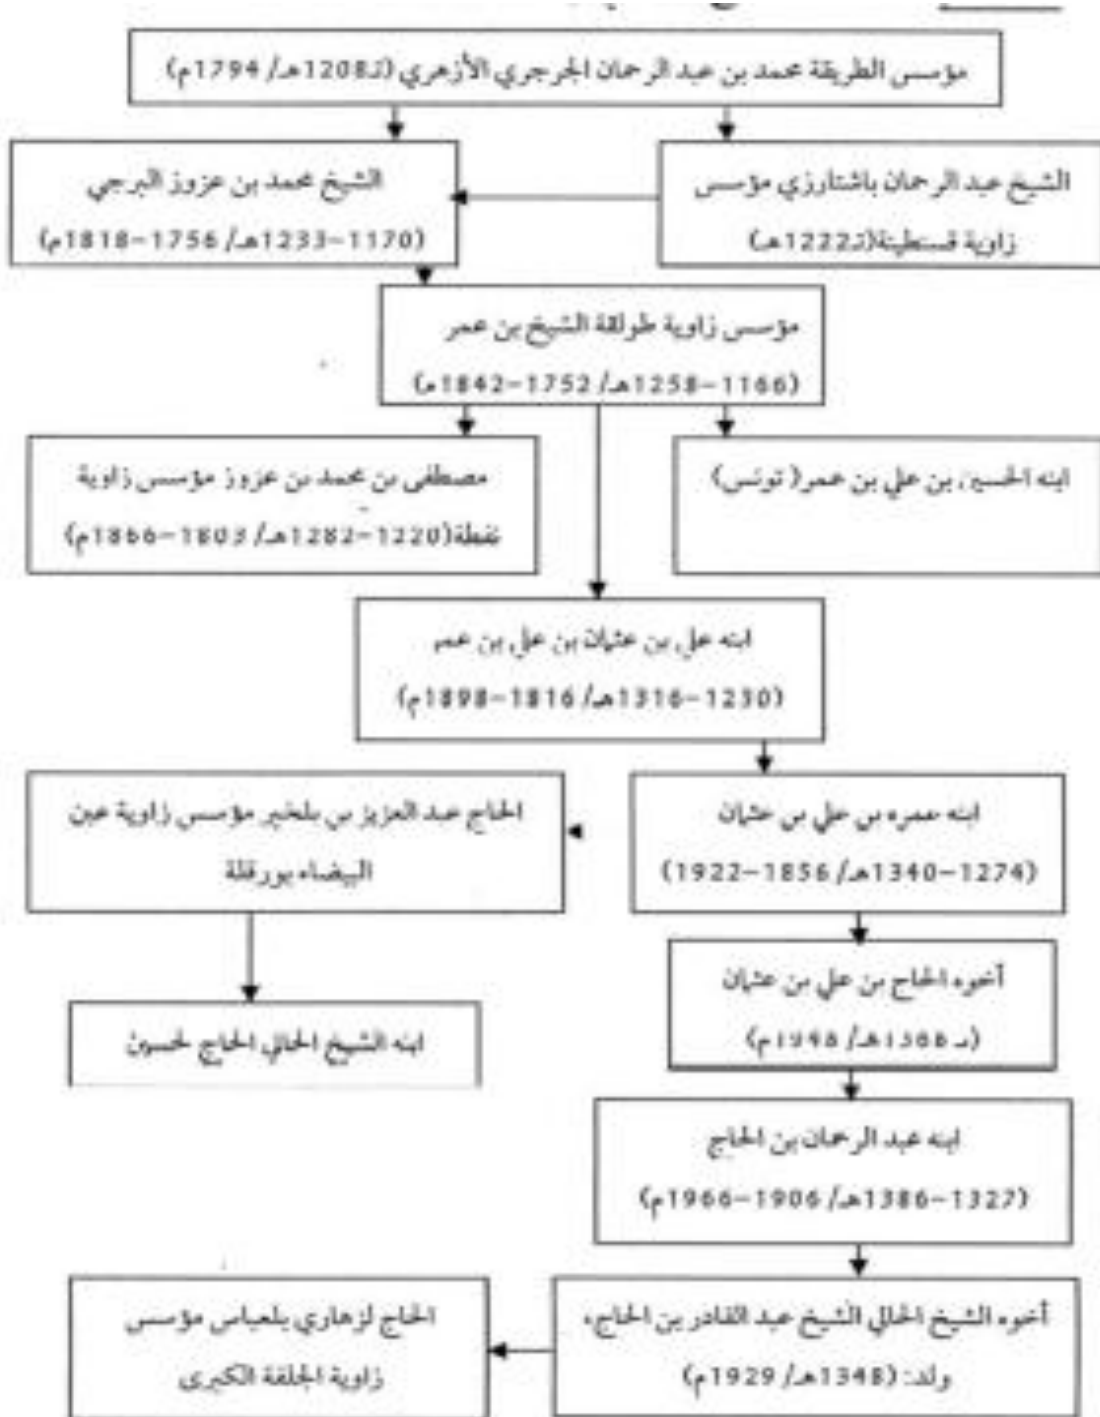 مؤسس الطريقة محمد بن عبد الرحمان الجرجري الأزهري (تـ1208هـ/ 1794م)
الشيخ عبد الرحمان باشتارزي مؤسس
زاوية قسنطينة(تـ1222هـ)
الشيخ محمد بن عزوز البرجي
(1170-1233هـ/ 1756-1818م)
مؤسس زاوية طولقة الشيخ بن عمر
(1166-1258هـ/ 1752-1842م)
ابنه الحسين بن علي بن عمر( تونس)
مصطفى بن محمد بن عزوز مؤسس زاوية
نفطة(1220-1282هـ/ 1803-1866م)
ابنه علي بن عثمان بن علي بن عمر
(1230-1316هـ/ 1816-1898م)
ابنه عمره بن علي بن عثمان
(1274-1340هـ/ 1856-1922)
الحاج عبد العزيز بن بلخير مؤسس زاوية عين
البيضاء بورقلة
أخوه الحاج بن علي بن عثمان
ابنه الشيخ الحالي الحاج لحسين
ابنه عبد الرحمان بن الحاج
(1327-1386هـ/ 1906-1966م)
أخوه الشيخ الحالي الشيخ عبد القادر بن الحاج،
ولد: (1348هـ/ 1929م)
الحاج لزهاري بلعباس مؤسس
زاوية الجلفة الكبرى